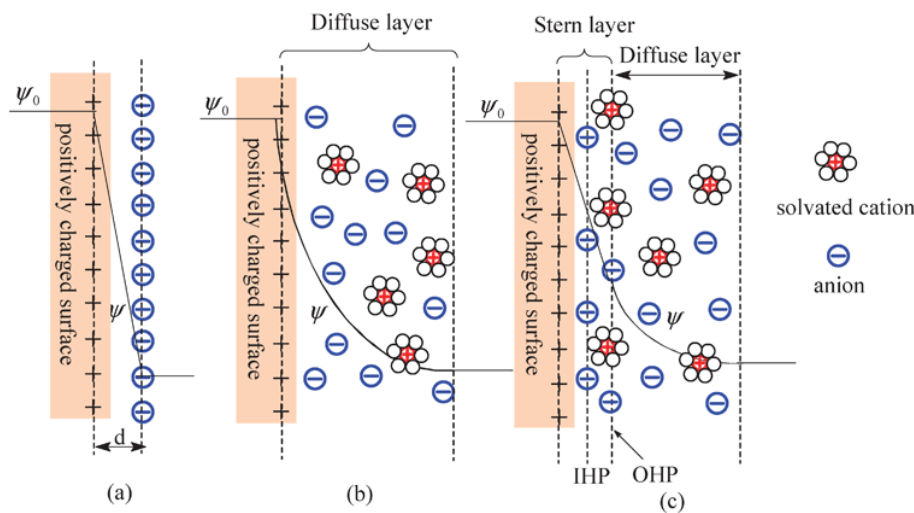 Ψ₀
positively charged surface
Ψ
d
(a)
Diffuse layer
Ψ₀
positively charged surface
Ψ
(b)
Stern layer
Diffuse layer
Ψ₀
positively charged surface
Ψ
IHP
OHP
(c)
solvated cation
anion